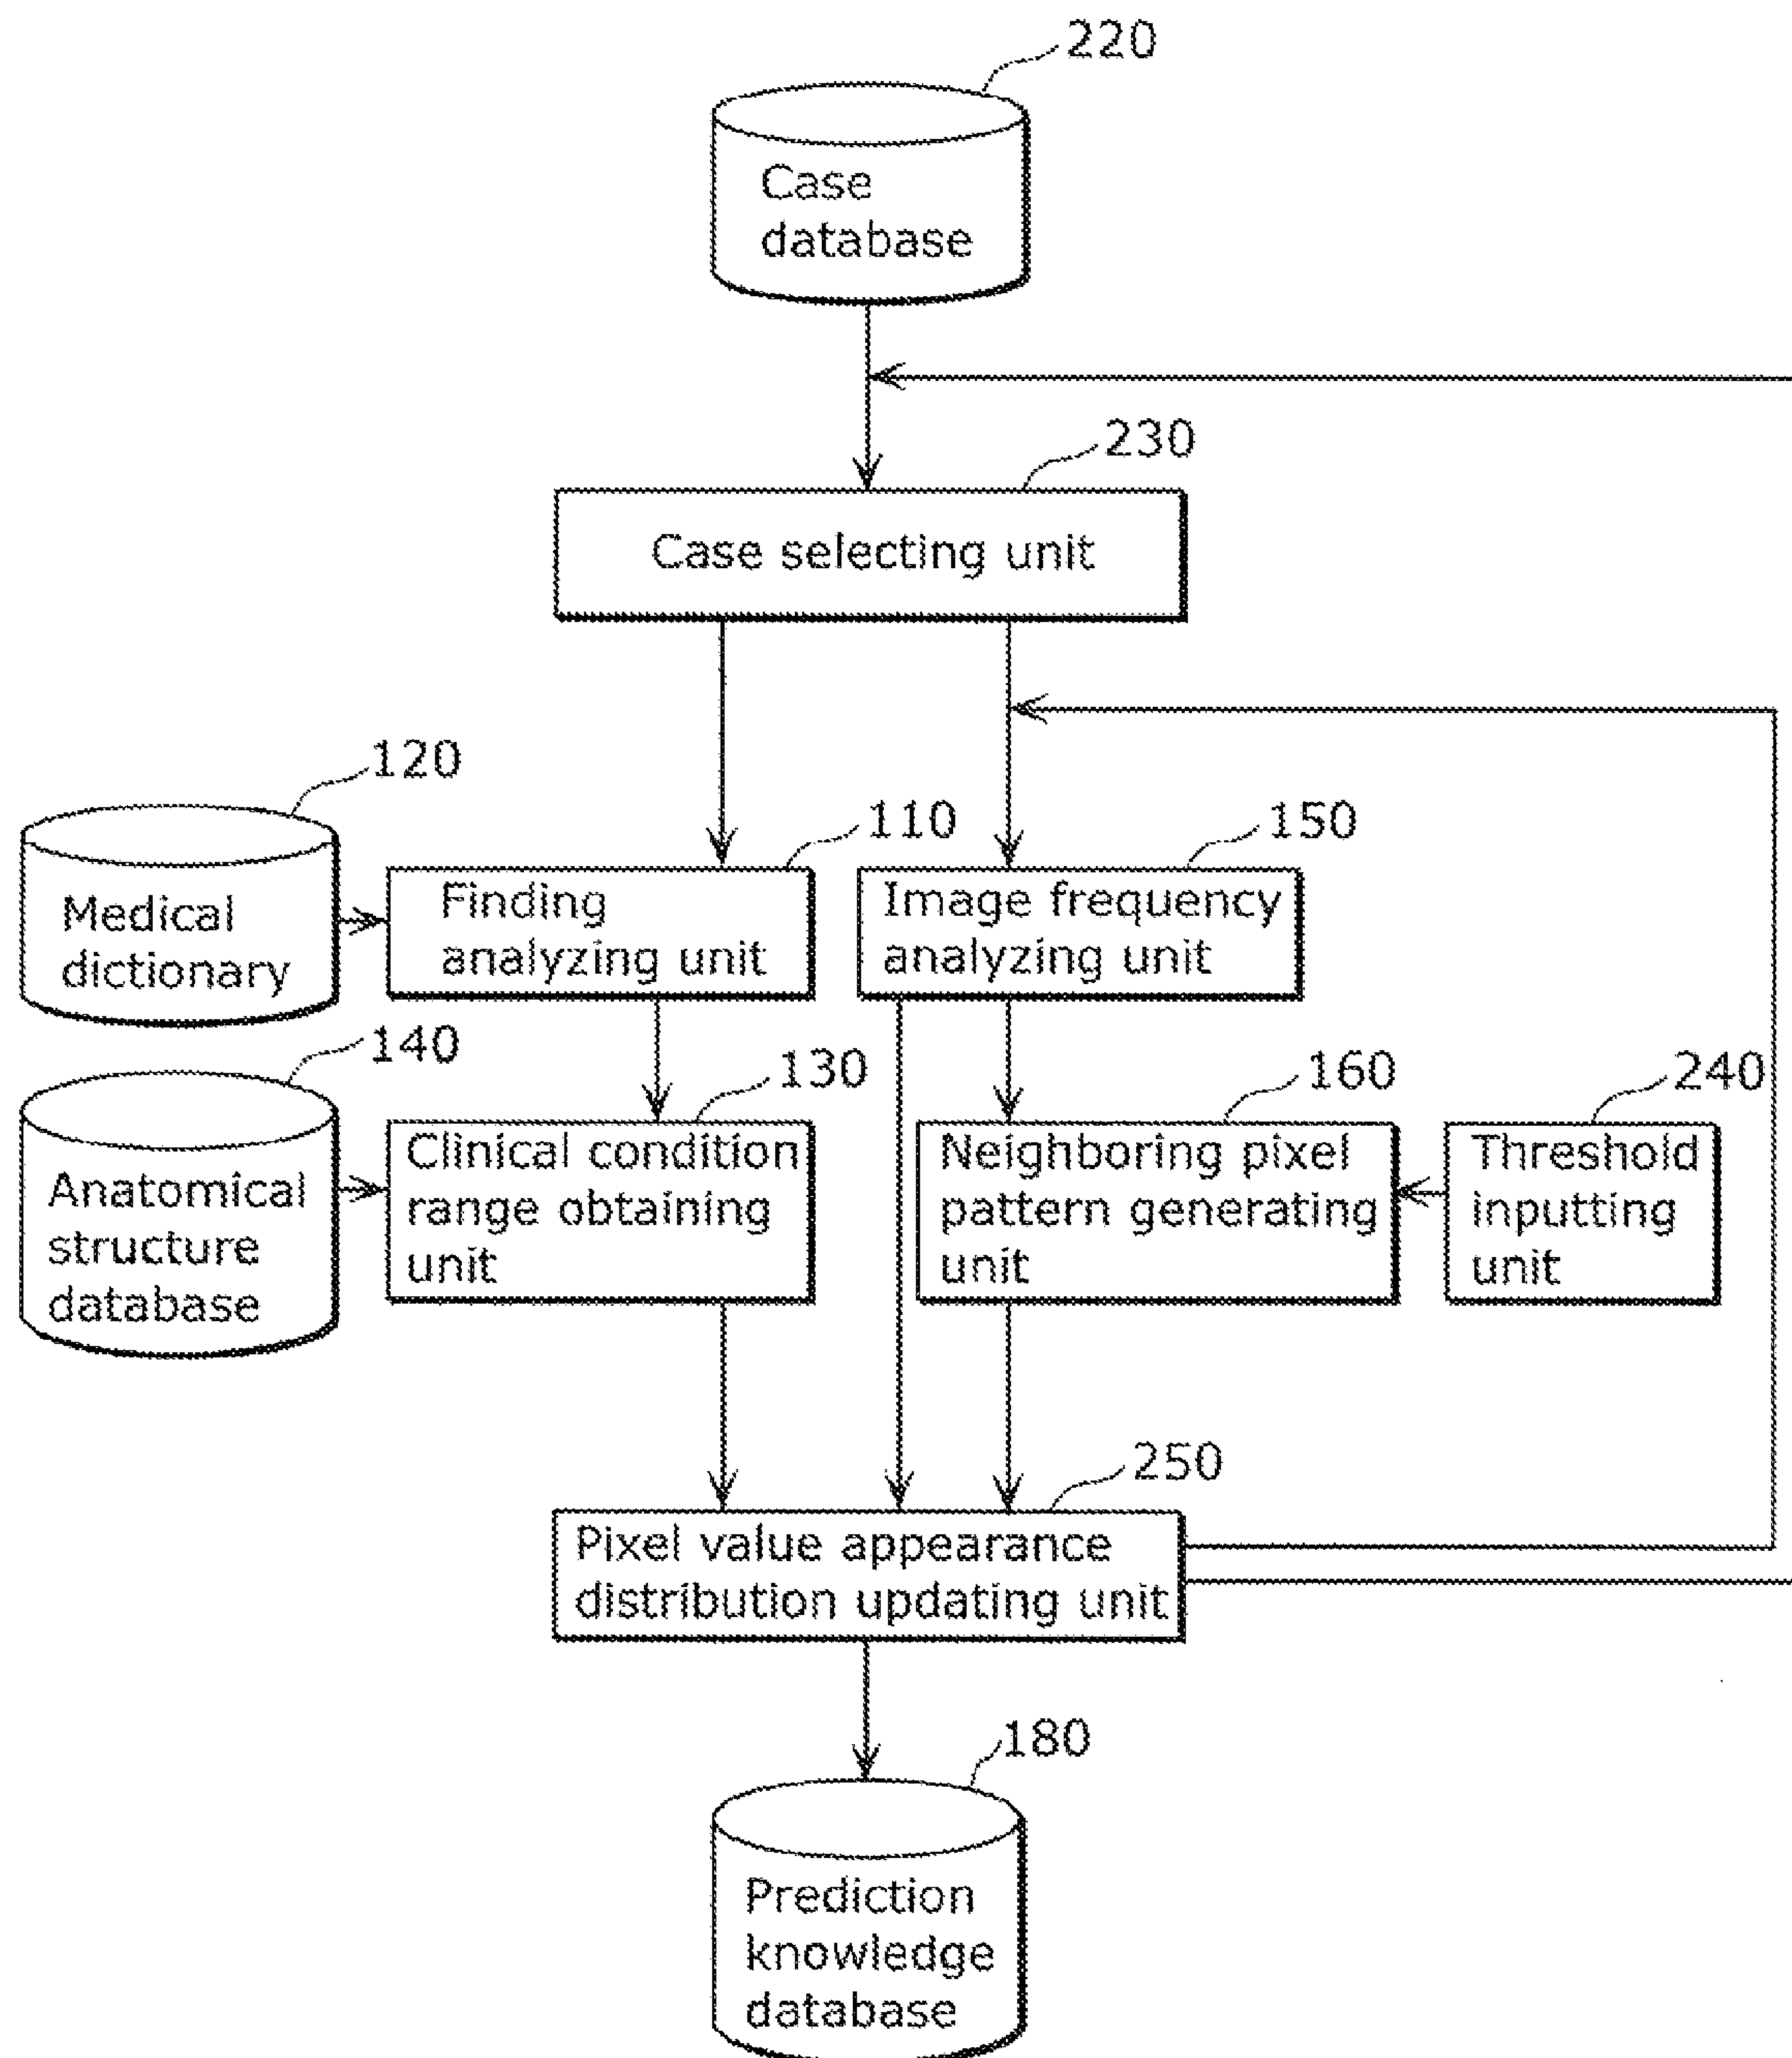 220
Case
database
230
Case selecting unit
120
110
150
Medical
dictionary
Finding
analyzing unit
Image frequency
analyzing unit
140
130
160
240
Anatomical
structure
database
Clinical condition
range obtaining
unit
Neighboring pixel
pattern generating
unit
Threshold
inputting
unit
250
Pixel value appearance
distribution updating unit
180
Prediction
knowledge
database